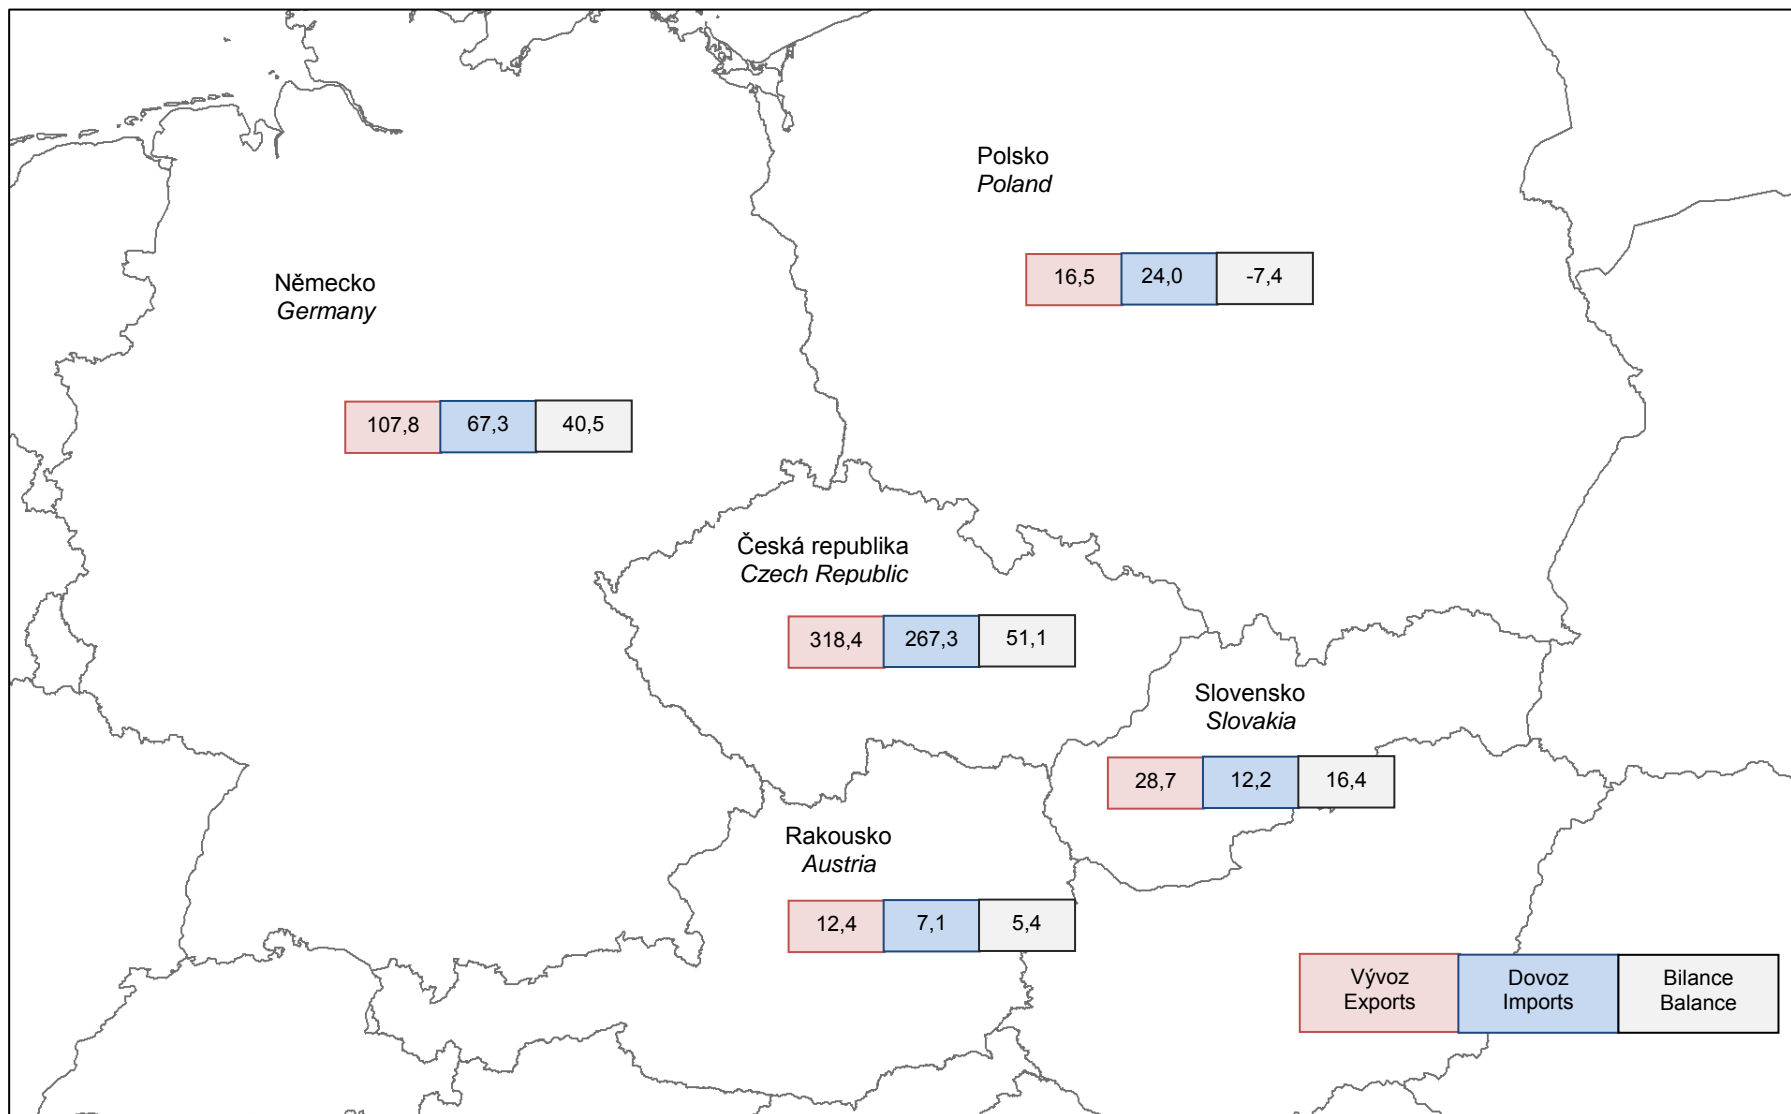 Polsko
Poland
16,5 24,0 -7,4
Německo
Germany
107,8 67,3 40,5
Česká republika
Czech Republic
318,4 267,3 51,1
Slovensko
Slovakia
28,7 12,2 16,4
Rakousko
Austria
12,4 7,1 5,4
Vývoz Dovoz Bilance
Exports Imports Balance